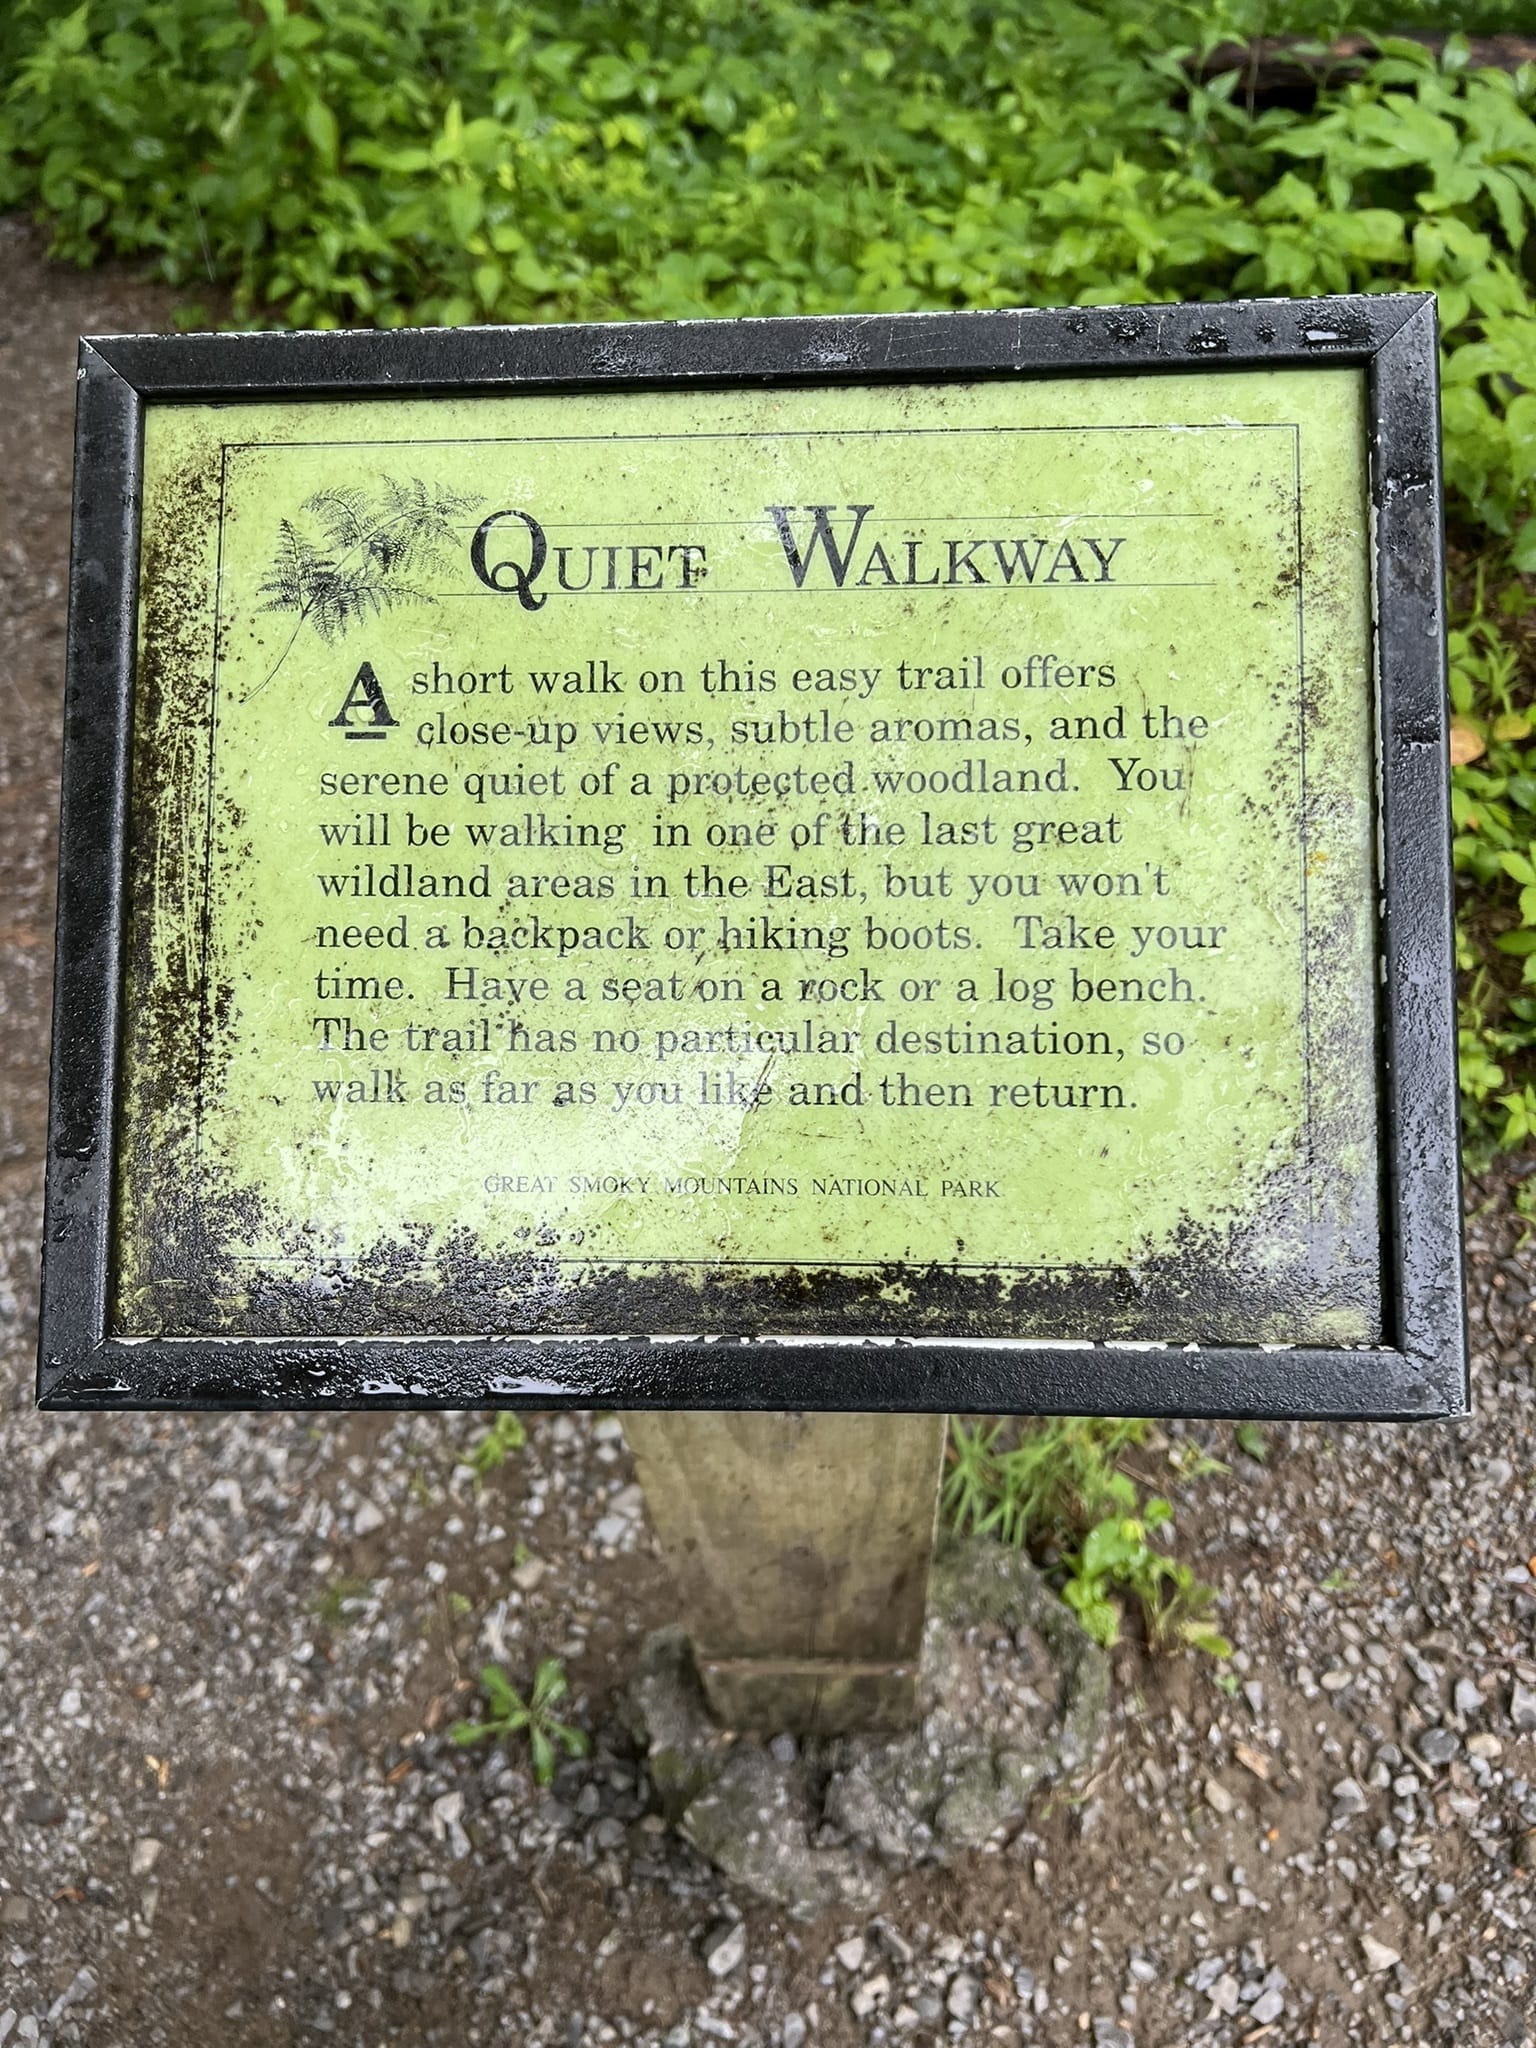 QUIET WALKWAY
A short walk on this easy trail offers
close-up views, subtle aromas, and the
serene quiet of a protected woodland. You
will be walking in one of the last great
wildland areas in the East, but you won't
need a backpack or hiking boots. Take your
time. Have a seat on a rock or a log bench.
The trail has no particular destination, so
walk as far as you like and then return.
GREAT SMOKY MOUNTAINS NATIONAL PARK